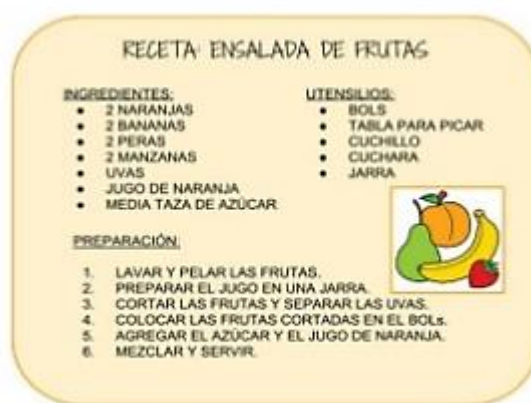 RECETA: ENSALADA DE FRUTAS
INGREDIENTES:
● 2 NARANJAS
● 2 BANANAS
● 2 PERAS
● 2 MANZANAS
● UVAS
● JUGO DE NARANJA
● MEDIA TAZA DE AZÚCAR
UTENSILIOS:
● BOLS
● TABLA PARA PICAR
● CUCHILLO
● CUCHARA
● JARRA
PREPARACIÓN:
1. LAVAR Y PELAR LAS FRUTAS.
2. PREPARAR EL JUGO EN UNA JARRA.
3. CORTAR LAS FRUTAS Y SEPARAR LAS UVAS.
4. COLOCAR LAS FRUTAS CORTADAS EN EL BOLs.
5. AGREGAR EL AZÚCAR Y EL JUGO DE NARANJA.
6. MEZCLAR Y SERVIR.